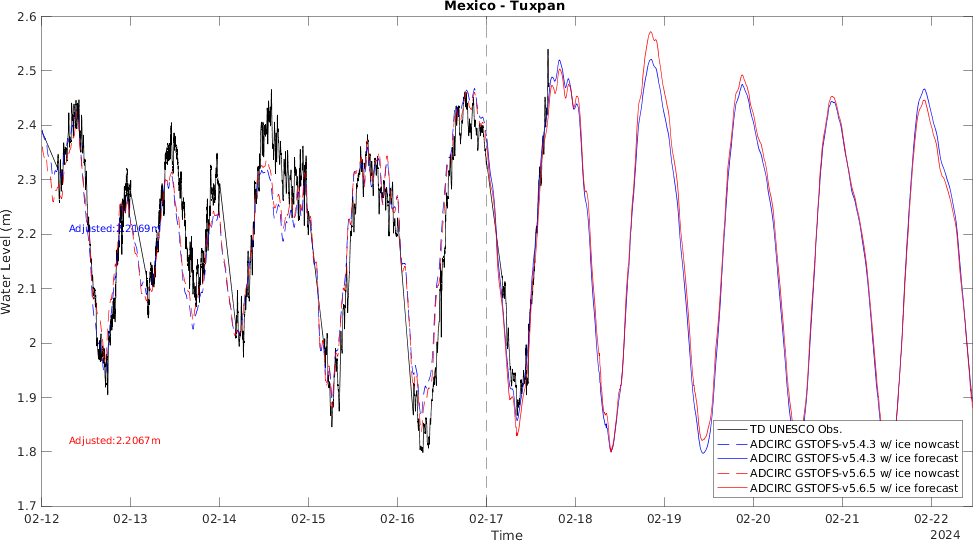 Mexico - Tuxpan
2.6
2.5
2.4
2.3
2.2
2.1
2
1.9
1.8
1.7
Water Level (m)
Adjusted:2.2069m
Adjusted:2.2067m
TD UNESCO Obs.
ADCIRC GSTOFS-v5.4.3 w/ ice nowcast
ADCIRC GSTOFS-v5.4.3 w/ ice forecast
ADCIRC GSTOFS-v5.6.5 w/ ice nowcast
ADCIRC GSTOFS-v5.6.5 w/ ice forecast
02-12 02-13 02-14 02-15 02-16 02-17 02-18 02-19 02-20 02-21 02-22
Time
2024